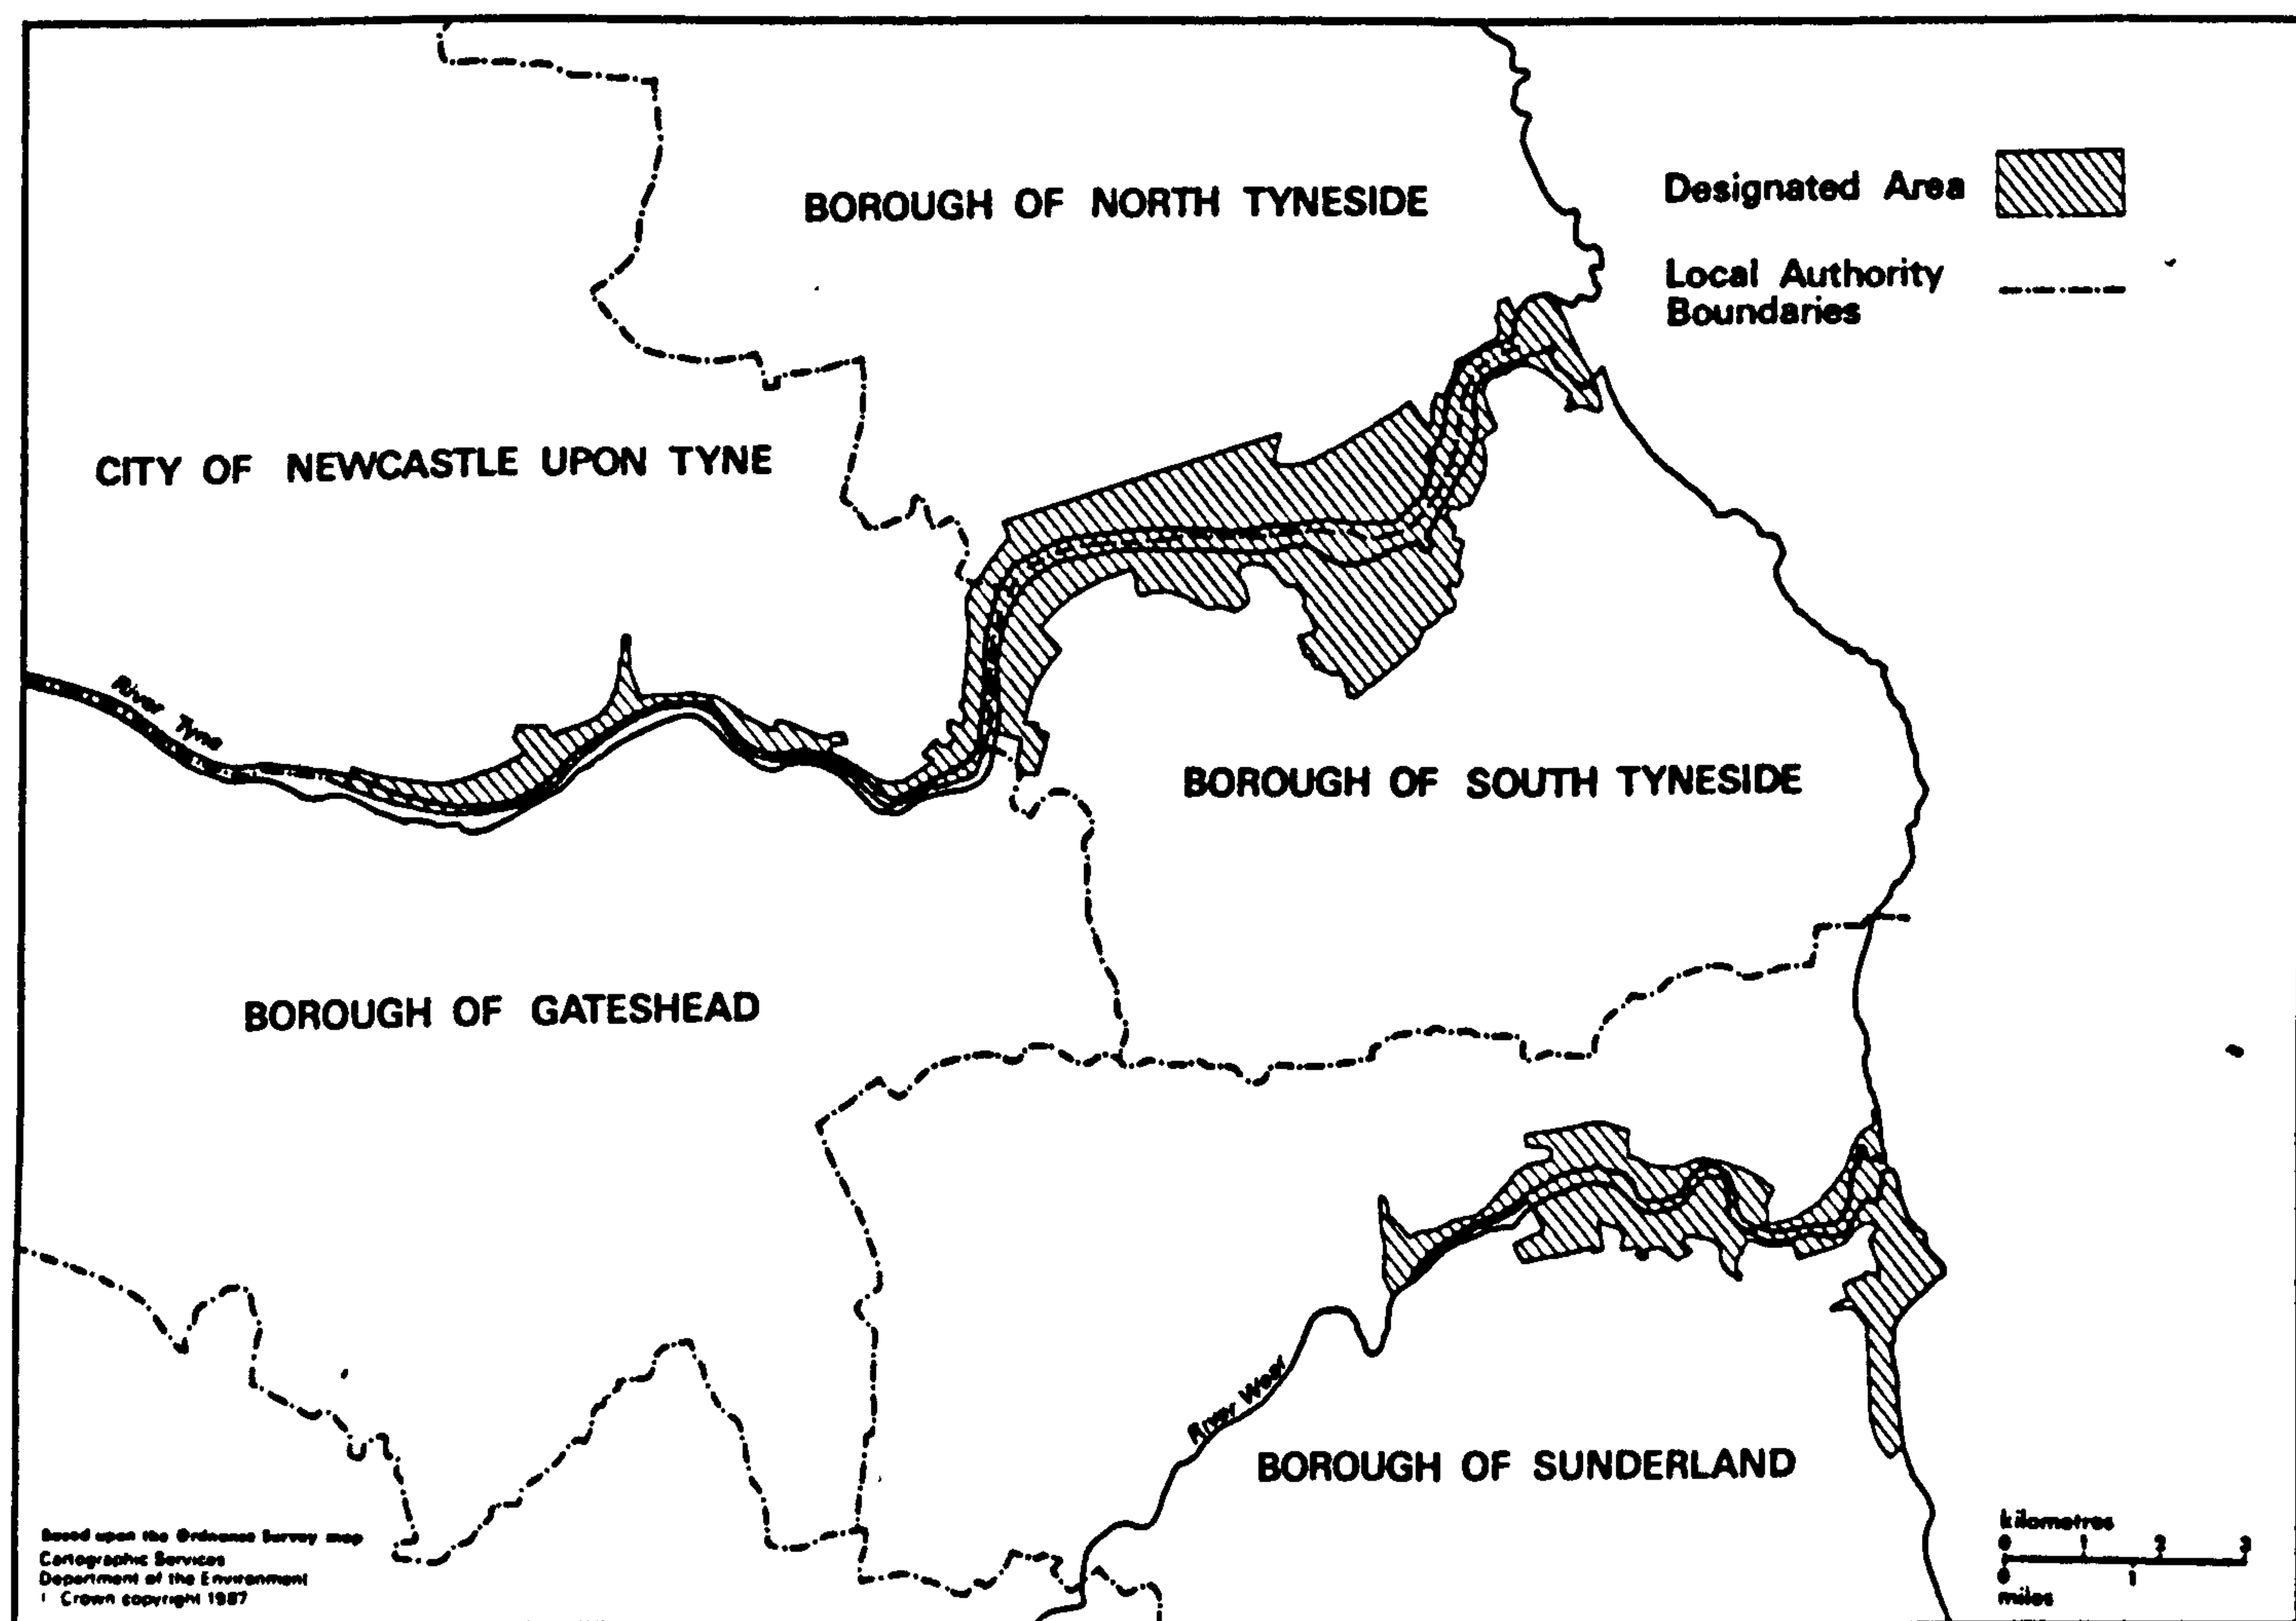 BOROUGH OF NORTH TYNESIDE
Designated Area
Local Authority
Boundaries
CITY OF NEWCASTLE UPON TYNE
River Tyne
BOROUGH OF SOUTH TYNESIDE
BOROUGH OF GATESHEAD
River Wear
BOROUGH OF SUNDERLAND
Based upon the Ordnance Survey map
Cartographic Services
Department of the Environment
Crown copyright 1987
kilometres
0 1 2 3
0 1
miles